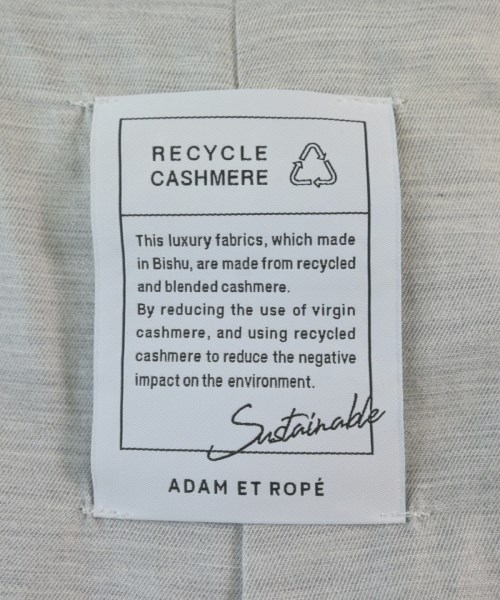 RECYCLE
CASHMERE
This luxury fabrics, which made
in Bishu, are made from recycled
and blended cashmere.
By reducing the use of virgin
cashmere, and using recycled
cashmere to reduce the negative
impact on the environment.
Sustainable
ADAM ET ROPÉ